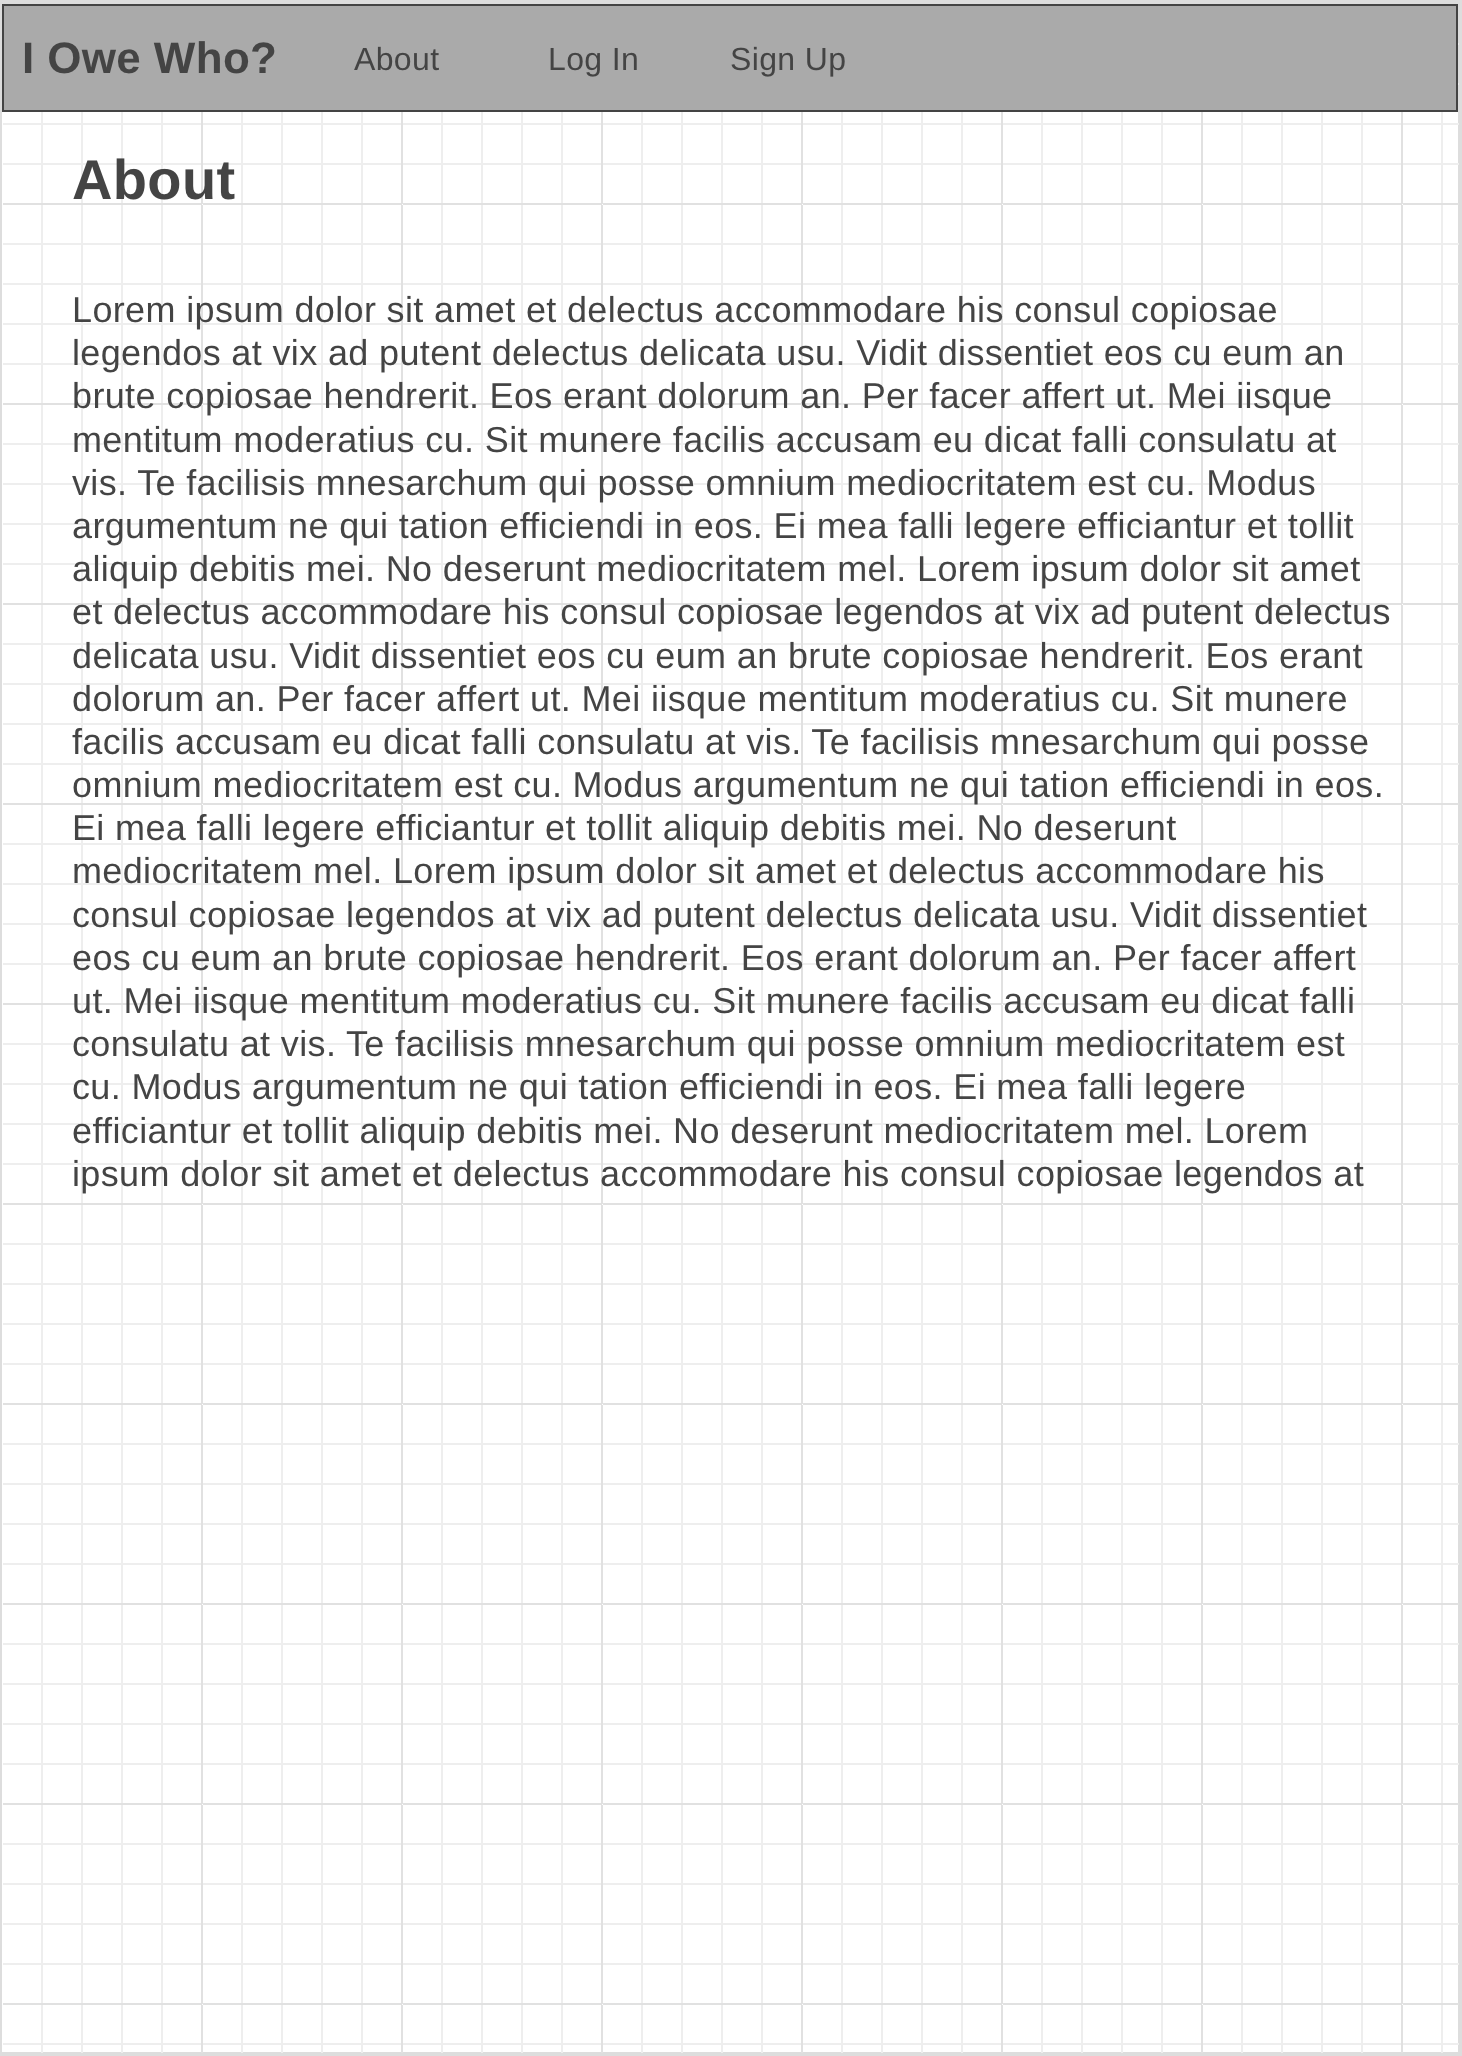 I Owe Who? About Log In Sign Up
About
Lorem ipsum dolor sit amet et delectus accommodare his consul copiosae
legendos at vix ad putent delectus delicata usu. Vidit dissentiet eos cu eum an
brute copiosae hendrerit. Eos erant dolorum an. Per facer affert ut. Mei iisque
mentitum moderatius cu. Sit munere facilis accusam eu dicat falli consulatu at
vis. Te facilisis mnesarchum qui posse omnium mediocritatem est cu. Modus
argumentum ne qui tation efficiendi in eos. Ei mea falli legere efficiantur et tollit
aliquip debitis mei. No deserunt mediocritatem mel. Lorem ipsum dolor sit amet
et delectus accommodare his consul copiosae legendos at vix ad putent delectus
delicata usu. Vidit dissentiet eos cu eum an brute copiosae hendrerit. Eos erant
dolorum an. Per facer affert ut. Mei iisque mentitum moderatius cu. Sit munere
facilis accusam eu dicat falli consulatu at vis. Te facilisis mnesarchum qui posse
omnium mediocritatem est cu. Modus argumentum ne qui tation efficiendi in eos.
Ei mea falli legere efficiantur et tollit aliquip debitis mei. No deserunt
mediocritatem mel. Lorem ipsum dolor sit amet et delectus accommodare his
consul copiosae legendos at vix ad putent delectus delicata usu. Vidit dissentiet
eos cu eum an brute copiosae hendrerit. Eos erant dolorum an. Per facer affert
ut. Mei iisque mentitum moderatius cu. Sit munere facilis accusam eu dicat falli
consulatu at vis. Te facilisis mnesarchum qui posse omnium mediocritatem est
cu. Modus argumentum ne qui tation efficiendi in eos. Ei mea falli legere
efficiantur et tollit aliquip debitis mei. No deserunt mediocritatem mel. Lorem
ipsum dolor sit amet et delectus accommodare his consul copiosae legendos at